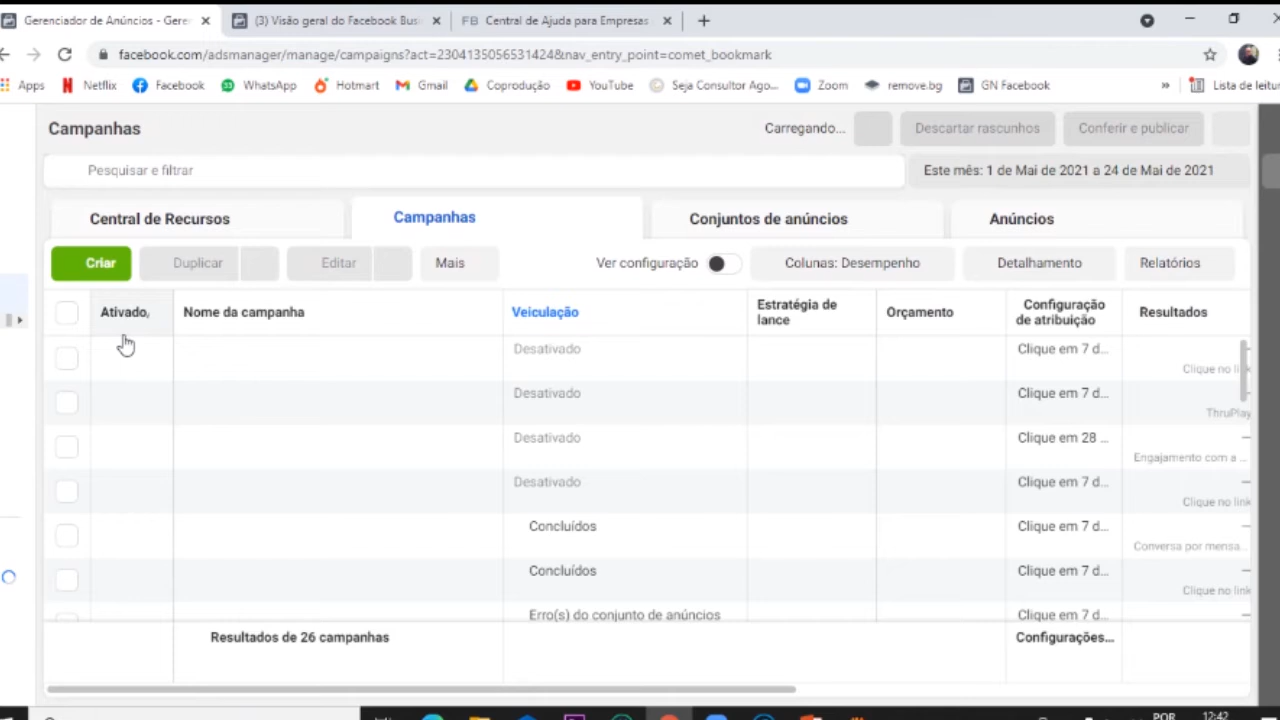 Gerenciador de Anúncios - Gere
(3) Visão geral do Facebook Bus
FB Central de Ajuda para Empresas
facebook.com/adsmanager/manage/campaigns?act=2304135056531424&nav_entry_point=comet_bookmark
Apps Netflix Facebook WhatsApp Hotmart Gmail Coprodução YouTube Seja Consultor Ago... Zoom remove.bg GN Facebook » Lista de leitu
Campanhas Carregando... Descartar rascunhos Conferir e publicar
Pesquisar e filtrar Este mês: 1 de Mai de 2021 a 24 de Mai de 2021
Central de Recursos Campanhas Conjuntos de anúncios Anúncios
Criar Duplicar Editar Mais Ver configuração Colunas: Desempenho Detalhamento Relatórios
Ativado/ Nome da campanha Veiculação Estratégia de lance Orçamento Configuração de atribuição Resultados
Desativado Clique em 7 d... —
Clique no link
Desativado Clique em 7 d... —
ThruPlay
Desativado Clique em 28 ... —
Engajamento com a ...
Desativado Clique em 7 d... —
Clique no link
Concluídos Clique em 7 d... —
Conversa por mensa...
Concluídos Clique em 7 d... —
Clique no link
Erro(s) do conjunto de anúncios Clique em 7 d... —
Resultados de 26 campanhas Configurações...
POR 12:42